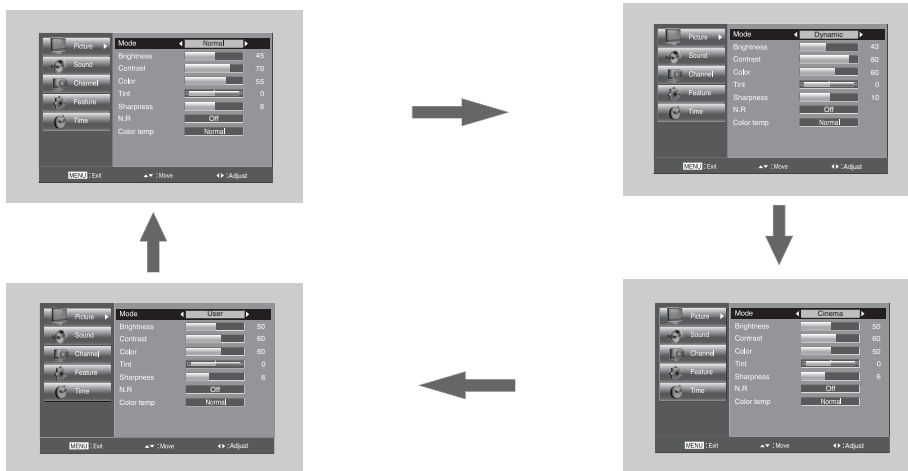 Picture
Sound
Channel
Feature
Time
Mode Normal
Brightness 45
Contrast 70
Color 55
Tint 0
Sharpness 8
N.R Off
Color temp Normal
MENU : Exit ▲▼ : Move ◄► : Adjust
Picture
Sound
Channel
Feature
Time
Mode Dynamic
Brightness 43
Contrast 80
Color 60
Tint 0
Sharpness 10
N.R Off
Color temp Normal
MENU : Exit ▲▼ : Move ◄► : Adjust
Picture
Sound
Channel
Feature
Time
Mode User
Brightness 50
Contrast 60
Color 60
Tint 0
Sharpness 6
N.R Off
Color temp Normal
MENU : Exit ▲▼ : Move ◄► : Adjust
Picture
Sound
Channel
Feature
Time
Mode Cinema
Brightness 50
Contrast 60
Color 50
Tint 0
Sharpness 6
N.R Off
Color temp Normal
MENU : Exit ▲▼ : Move ◄► : Adjust